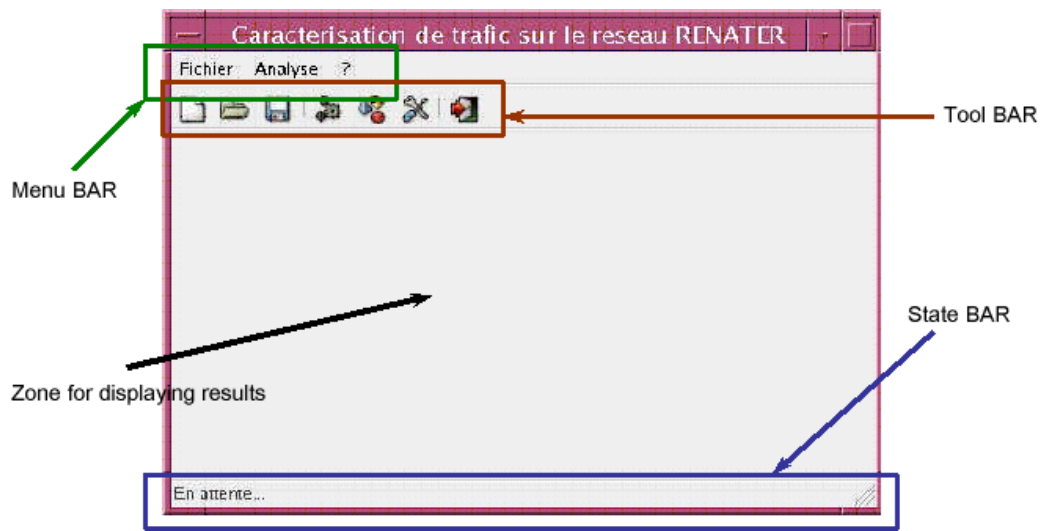 Caracterisation de trafic sur le reseau RENATER
Fichier Analyse ?
Tool BAR
Menu BAR
State BAR
Zone for displaying results
En attente...